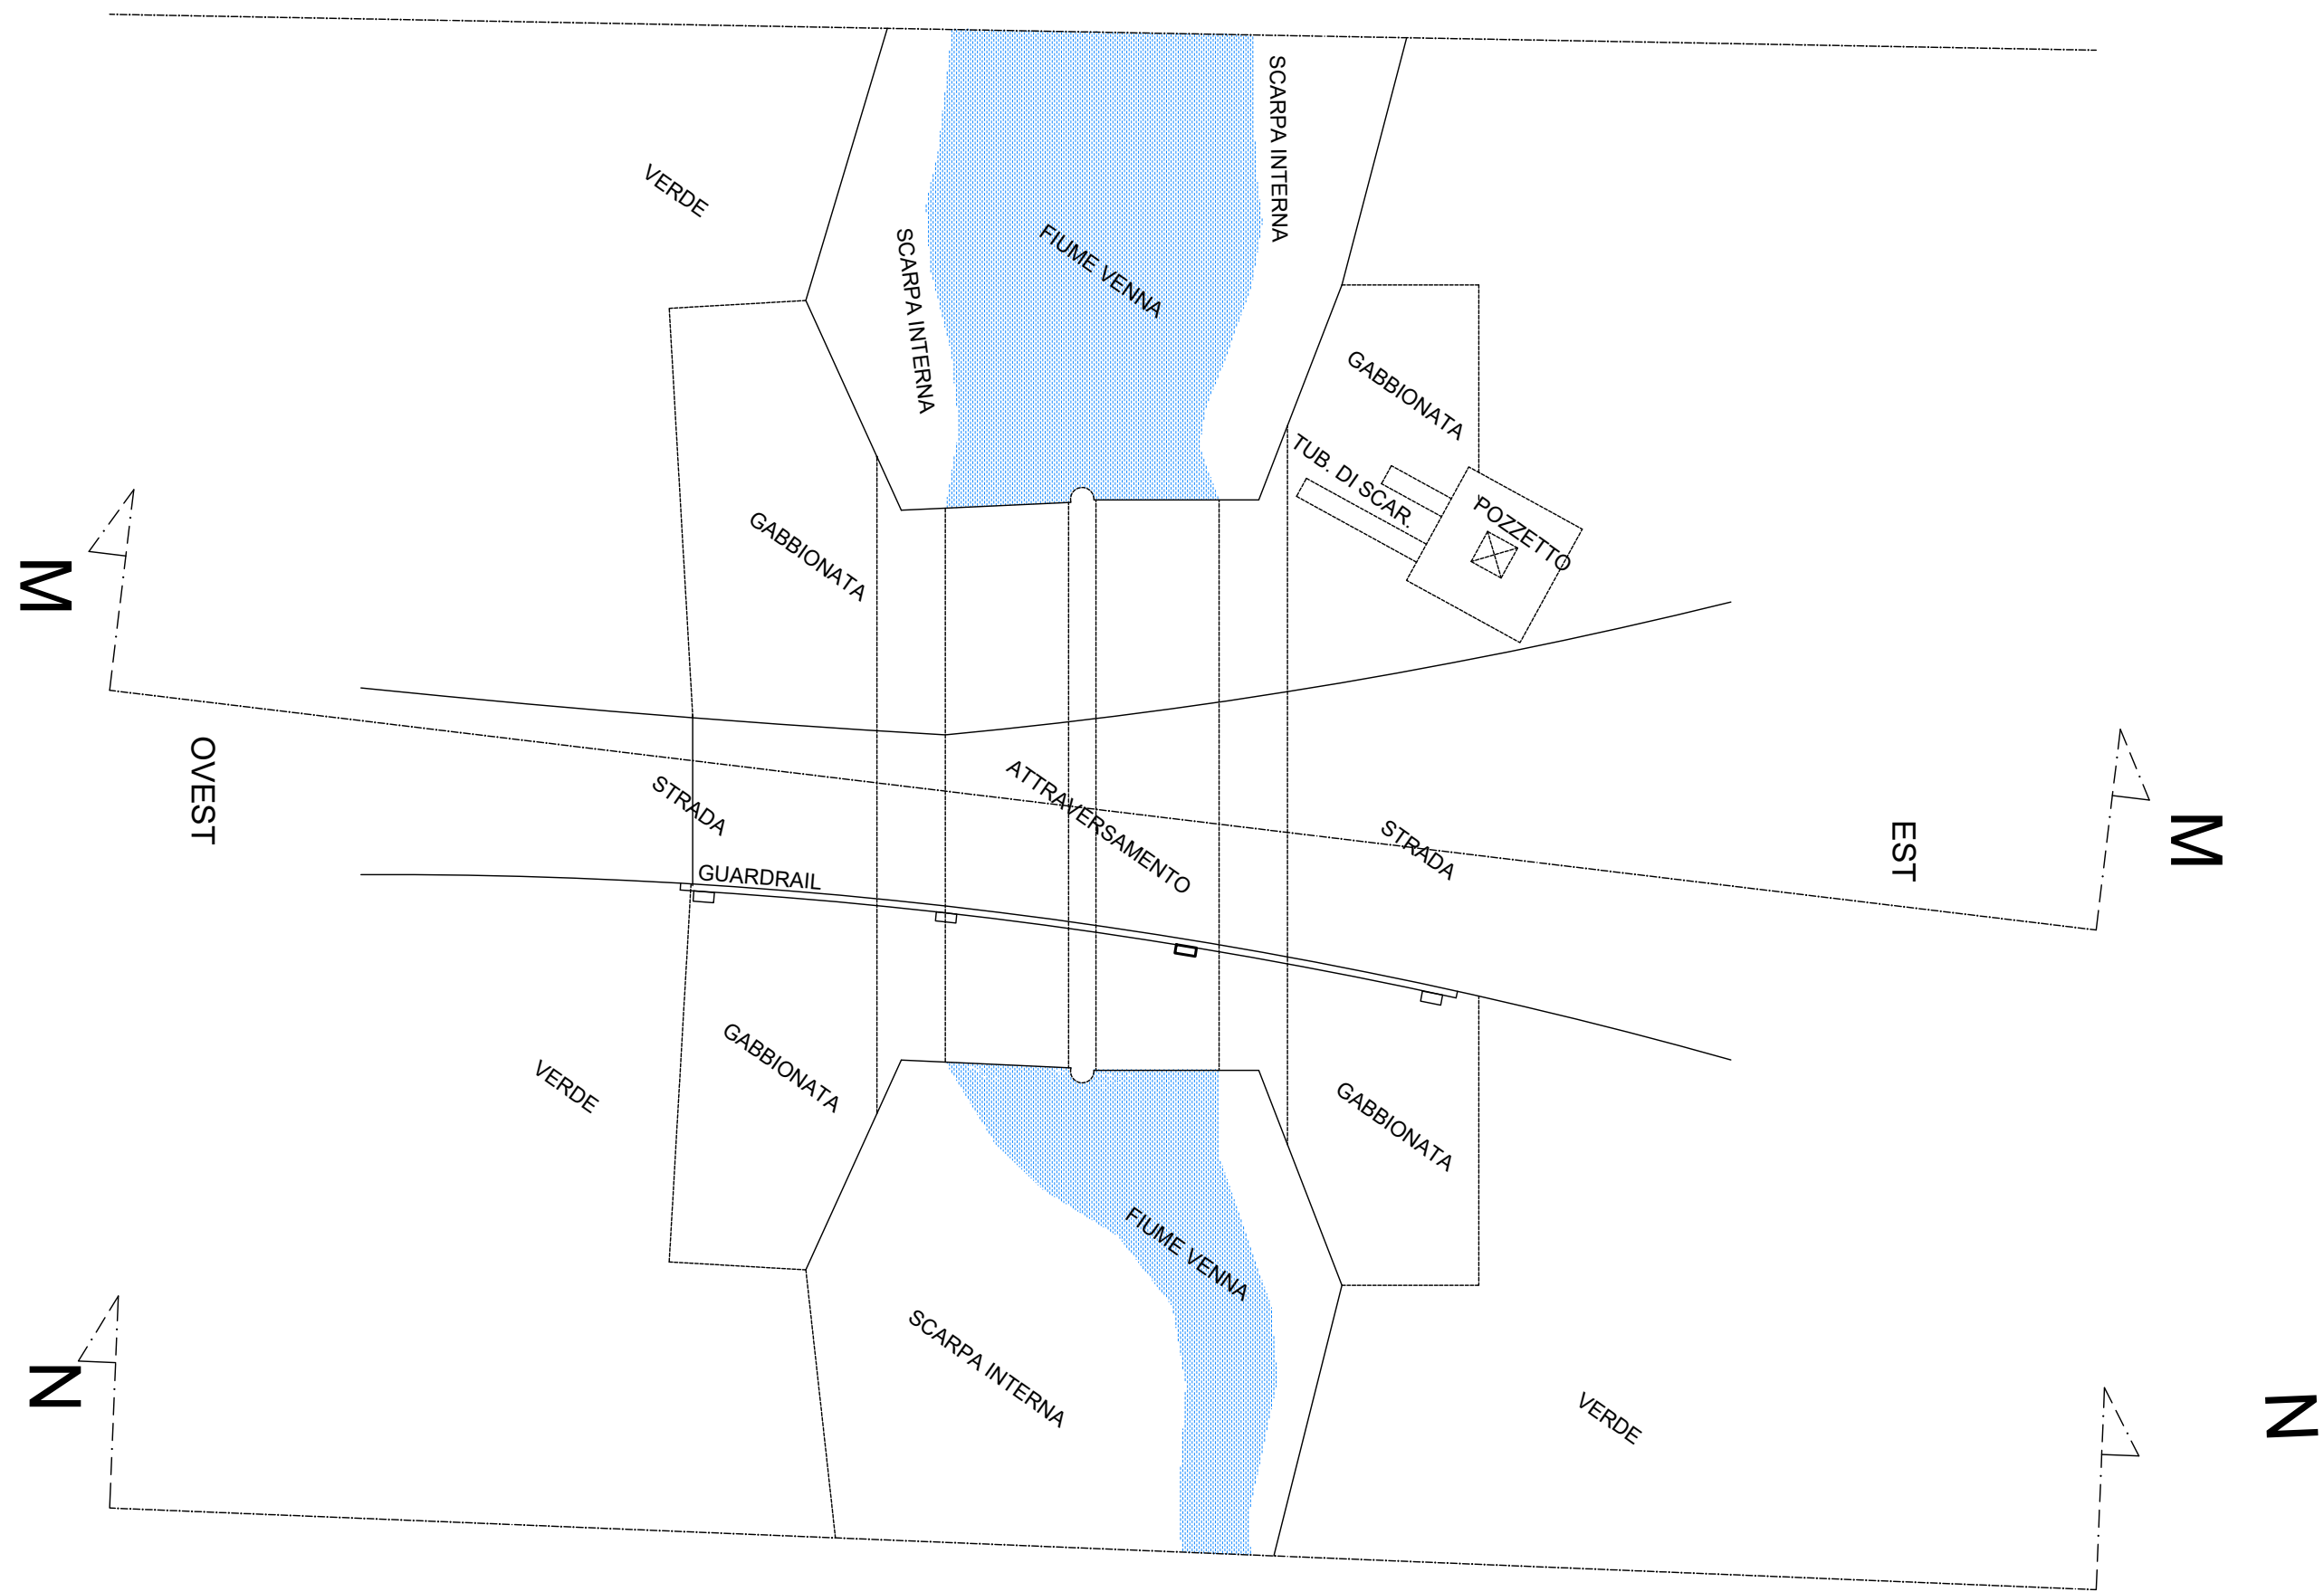 SCARPA INTERNA
VERDE
FIUME VENNA
SCARPA INTERNA
GABBIONATA
TUB. DI SCAR.
POZZETTO
GABBIONATA
M
OVEST
STRADA
ATTRAVERSAMENTO
STRADA
EST
M
GUARDRAIL
VERDE
GABBIONATA
GABBIONATA
FIUME VENNA
SCARPA INTERNA
VERDE
N
N